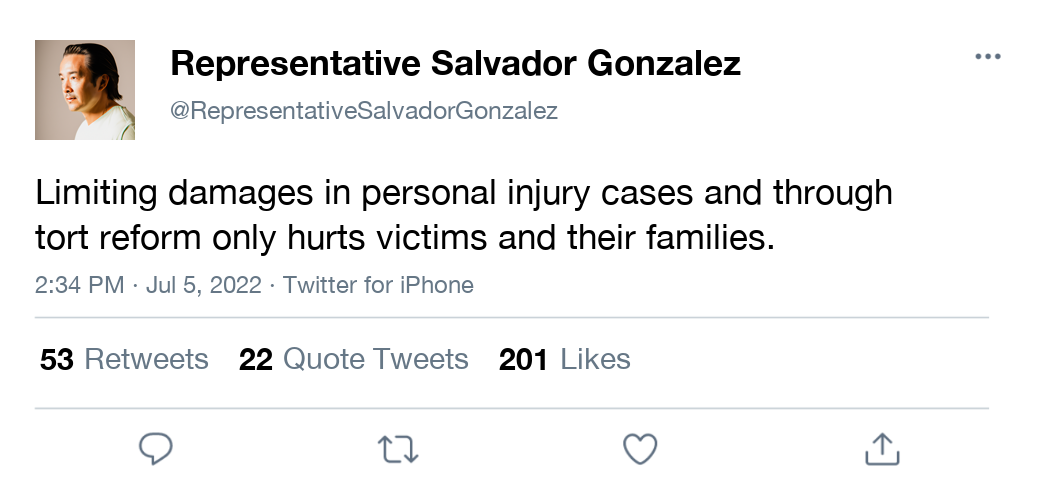 Representative Salvador Gonzalez
@RepresentativeSalvadorGonzalez
Limiting damages in personal injury cases and through
tort reform only hurts victims and their families.
2:34 PM · Jul 5, 2022 · Twitter for iPhone
53 Retweets 22 Quote Tweets 201 Likes